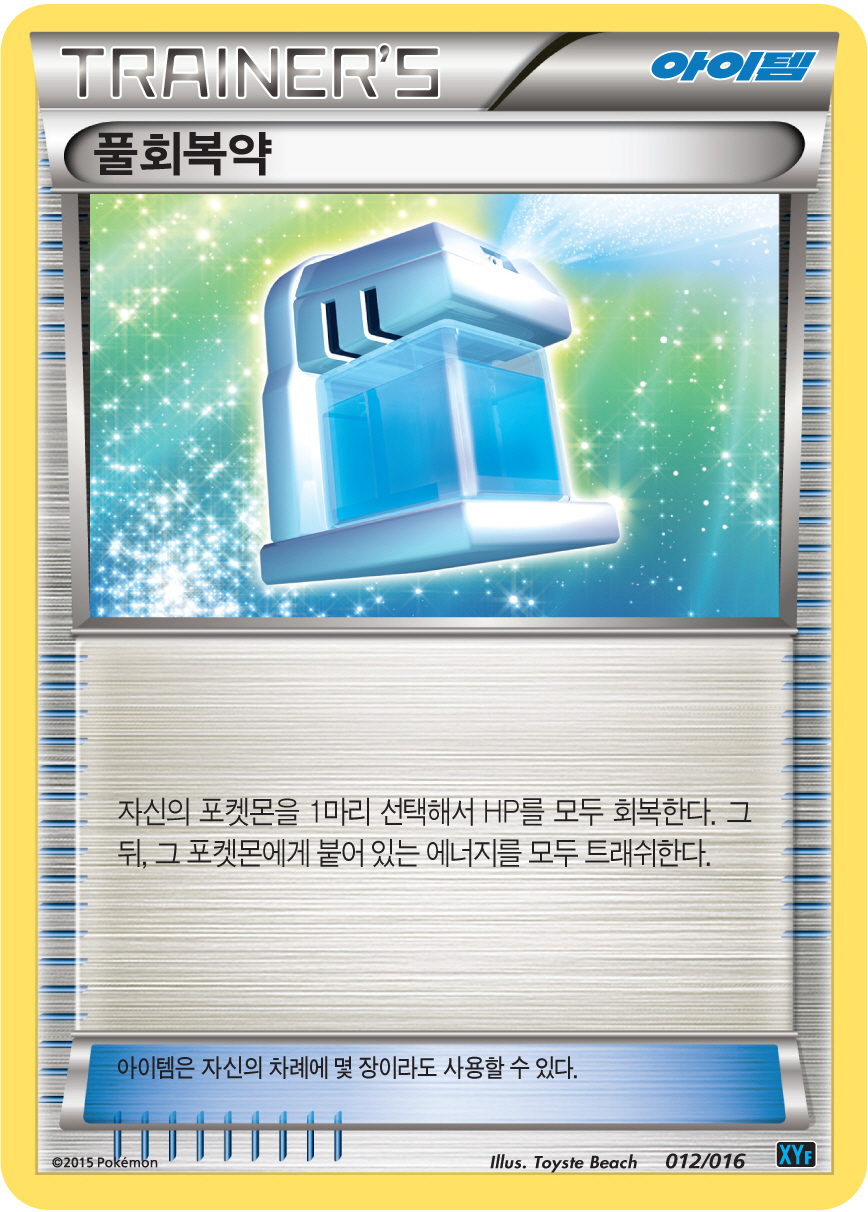 TRAINER'S
아이템
풀회복약
자신의 포켓몬을 1마리 선택해서 HP를 모두 회복한다. 그
뒤, 그 포켓몬에게 붙어 있는 에너지를 모두 트래쉬한다.
아이템은 자신의 차례에 몇 장이라도 사용할 수 있다.
©2015 Pokémon
Illus. Toyste Beach
012/016
XYF